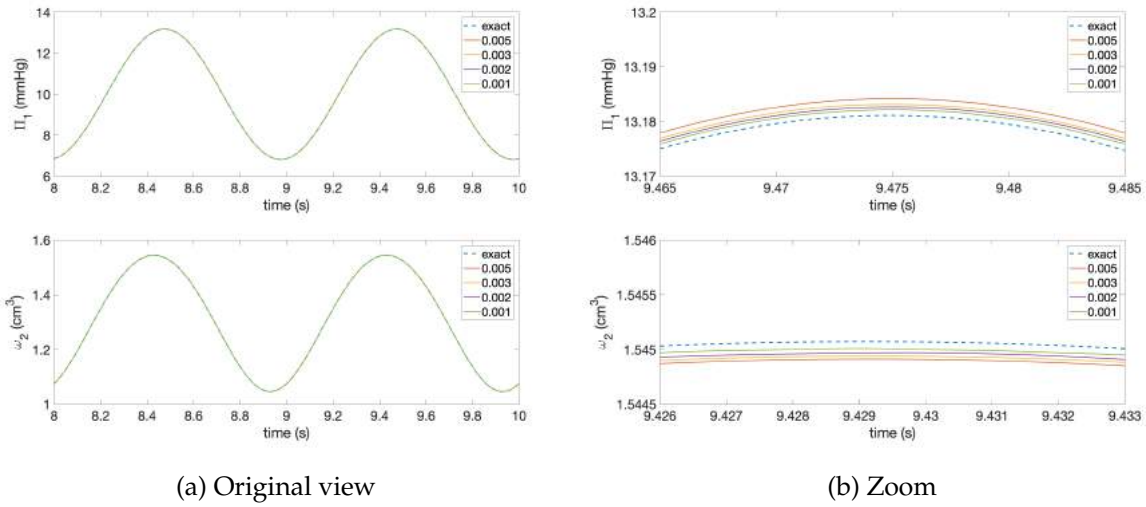 14
12
10
8
6
Π₁ (mmHg)
8 8.2 8.4 8.6 8.8 9 9.2 9.4 9.6 9.8 10
time (s)
exact
0.005
0.003
0.002
0.001
13.2
13.19
13.18
13.17
Π₁ (mmHg)
9.465 9.47 9.475 9.48 9.485
time (s)
exact
0.005
0.003
0.002
0.001
1.6
1.4
1.2
1
ω₂ (cm³)
8 8.2 8.4 8.6 8.8 9 9.2 9.4 9.6 9.8 10
time (s)
exact
0.005
0.003
0.002
0.001
1.546
1.5455
1.545
1.5445
ω₂ (cm³)
9.426 9.427 9.428 9.429 9.43 9.431 9.432 9.433
time (s)
exact
0.005
0.003
0.002
0.001
(a) Original view
(b) Zoom